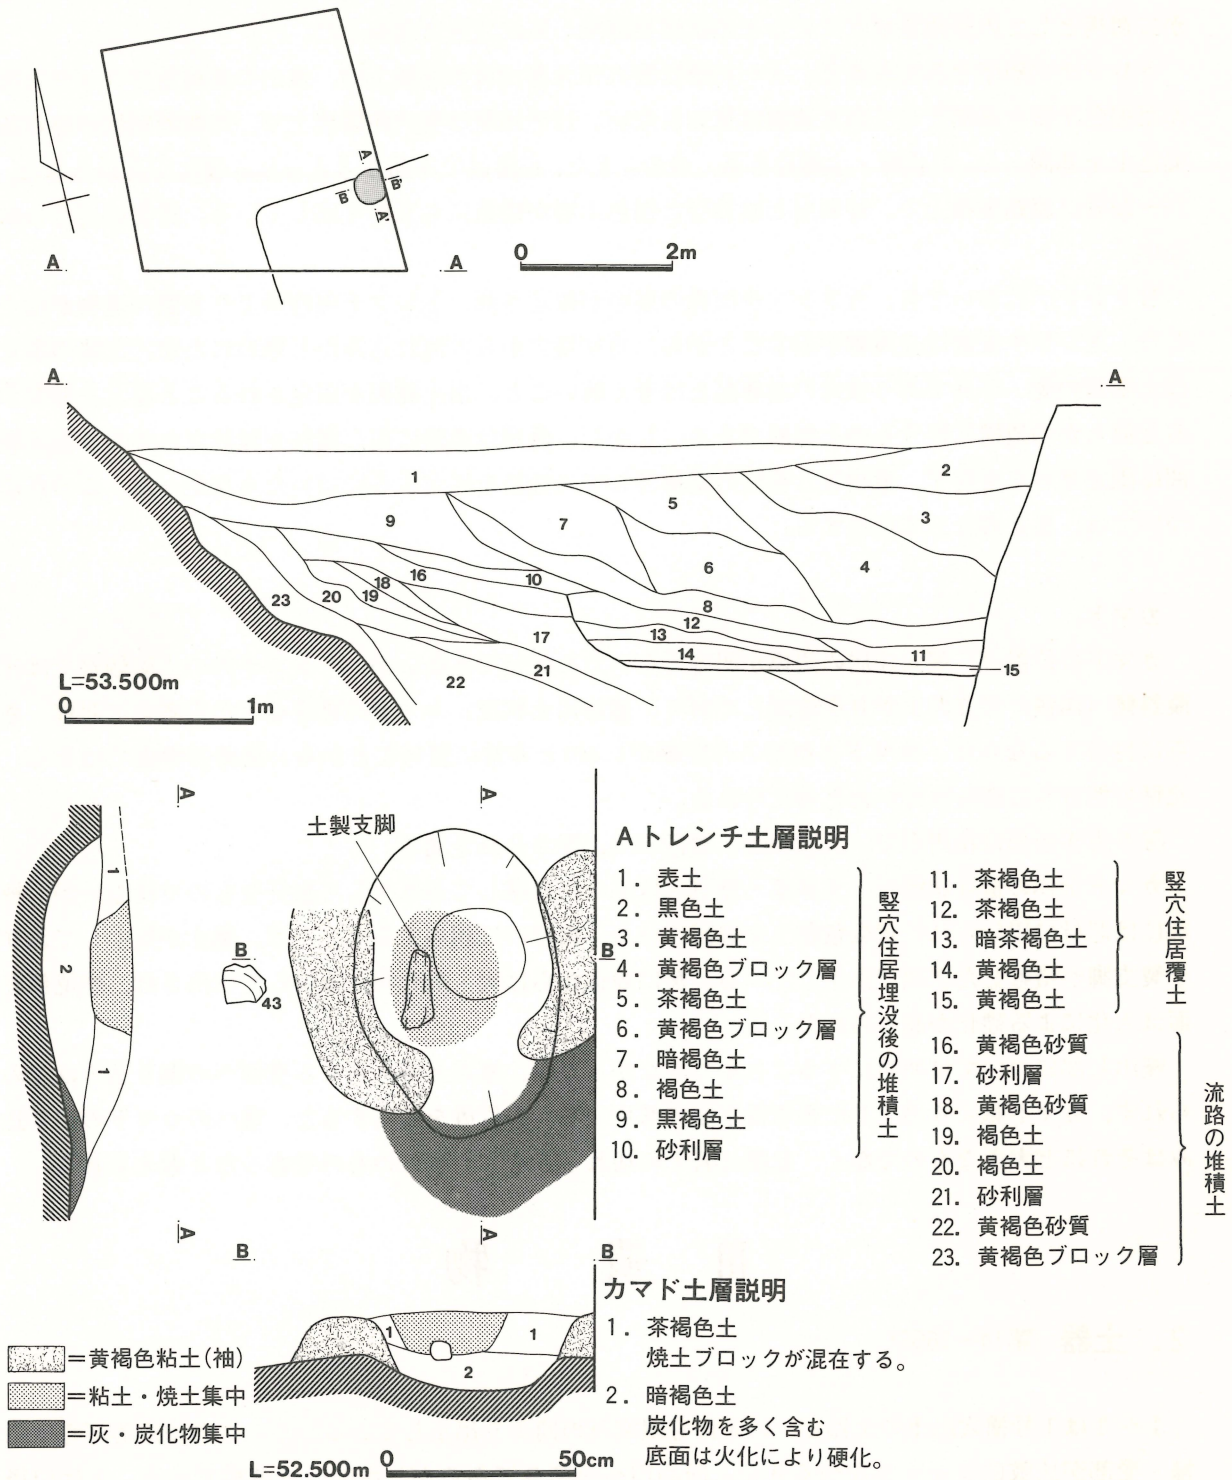 A
B'
B
A'
A
A
0 2m
A
A
1
2
5
3
9
7
4
6
16
10
18
20
19
23
8
12
17
13
14
11
15
21
22
L=53.500m
0 1m
A
A
土製支脚
1
2
1
B
43
B
A
A
B
B
1
1
2
=黄褐色粘土(袖)
=粘土・焼土集中
=灰・炭化物集中
L=52.500m
0 50cm
Aトレンチ土層説明
1. 表土
2. 黒色土
3. 黄褐色土
4. 黄褐色ブロック層
5. 茶褐色土
6. 黄褐色ブロック層
7. 暗褐色土
8. 褐色土
9. 黒褐色土
10. 砂利層
竪穴住居埋没後の堆積土
11. 茶褐色土
12. 茶褐色土
13. 暗茶褐色土
14. 黄褐色土
15. 黄褐色土
竪穴住居覆土
16. 黄褐色砂質
17. 砂利層
18. 黄褐色砂質
19. 褐色土
20. 褐色土
21. 砂利層
22. 黄褐色砂質
23. 黄褐色ブロック層
流路の堆積土
カマド土層説明
1. 茶褐色土
焼土ブロックが混在する。
2. 暗褐色土
炭化物を多く含む
底面は火化により硬化。